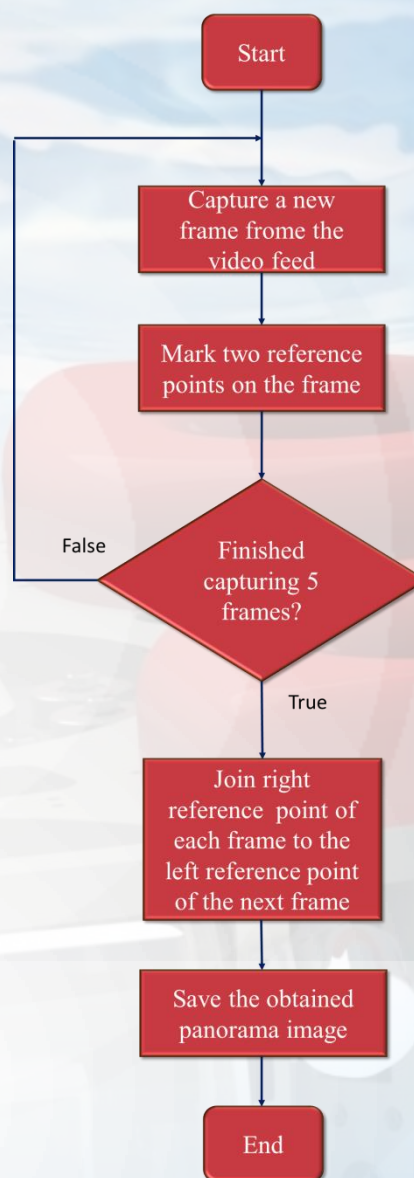 Start
Capture a new
frame frome the
video feed
Mark two reference
points on the frame
False
Finished
capturing 5
frames?
True
Join right
reference point of
each frame to the
left reference point
of the next frame
Save the obtained
panorama image
End